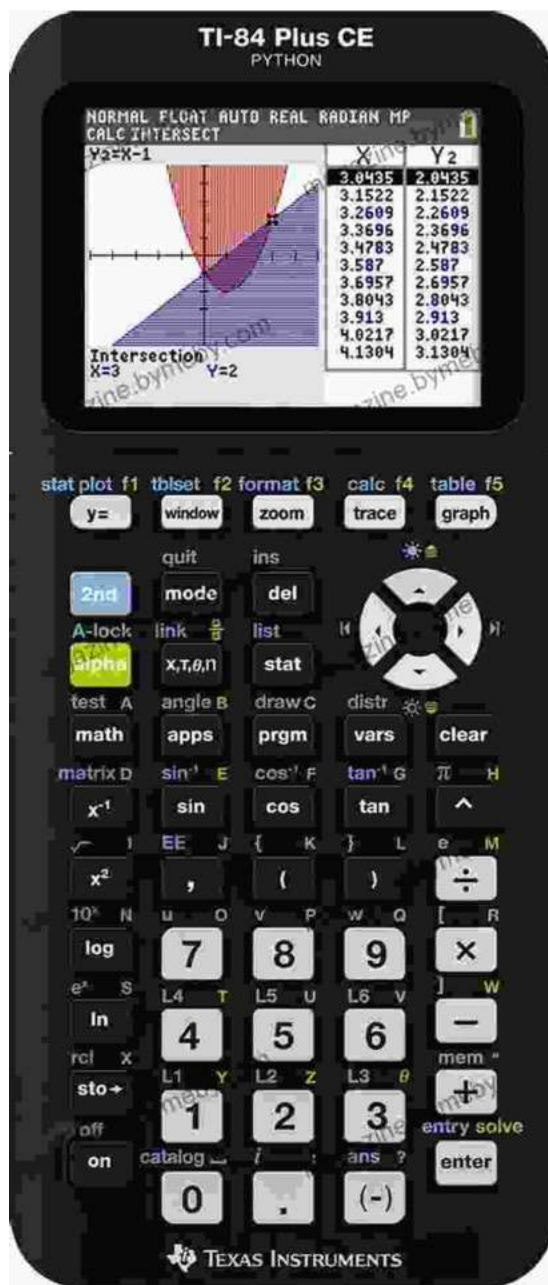 TI-84 Plus CE
PYTHON
NORMAL FLOAT AUTO REAL RADIAN MP
CALC INTERSECT
Y2=X-1
X Y2
3.0435 2.0435
3.1522 2.1522
3.2609 2.2609
3.3696 2.3696
3.4783 2.4783
3.587 2.587
3.6957 2.6957
3.8043 2.8043
3.913 2.913
4.0217 3.0217
4.1304 3.1304
Intersection
X=3 Y=2
stat plot f1 tblset f2 format f3 calc f4 table f5
y= window zoom trace graph
quit ins
2nd mode del
A-lock link list
alpha X,T,θ,n stat
test A angle B draw C distr
math apps prgm vars clear
matrix D sin⁻¹ E cos⁻¹ F tan⁻¹ G π H
x⁻¹ sin cos tan ^
√ I EE J { K } L e M
x² , ( ) ÷
10ˣ N u O v P w Q [ R
log 7 8 9 ×
eˣ S L4 T L5 U L6 V ] W
ln 4 5 6 −
rcl X L1 Y L2 Z L3 θ mem "
sto→ 1 2 3 +
off catalog i : ans ? entry solve
on 0 . (-) enter
TEXAS INSTRUMENTS